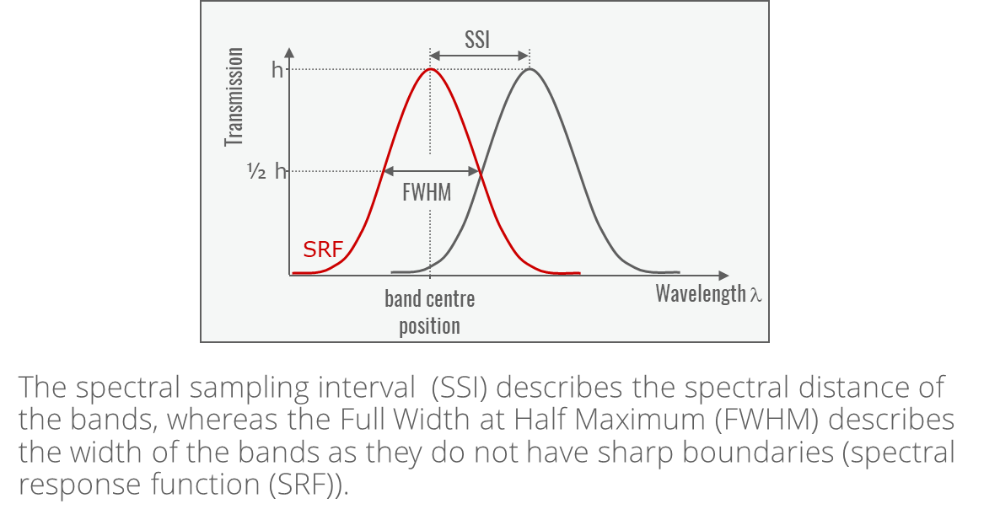 SSI
Transmission
h
½ h
FWHM
SRF
band centre
position
Wavelength λ
The spectral sampling interval  (SSI) describes the spectral distance of
the bands, whereas the Full Width at Half Maximum (FWHM) describes
the width of the bands as they do not have sharp boundaries (spectral
response function (SRF)).